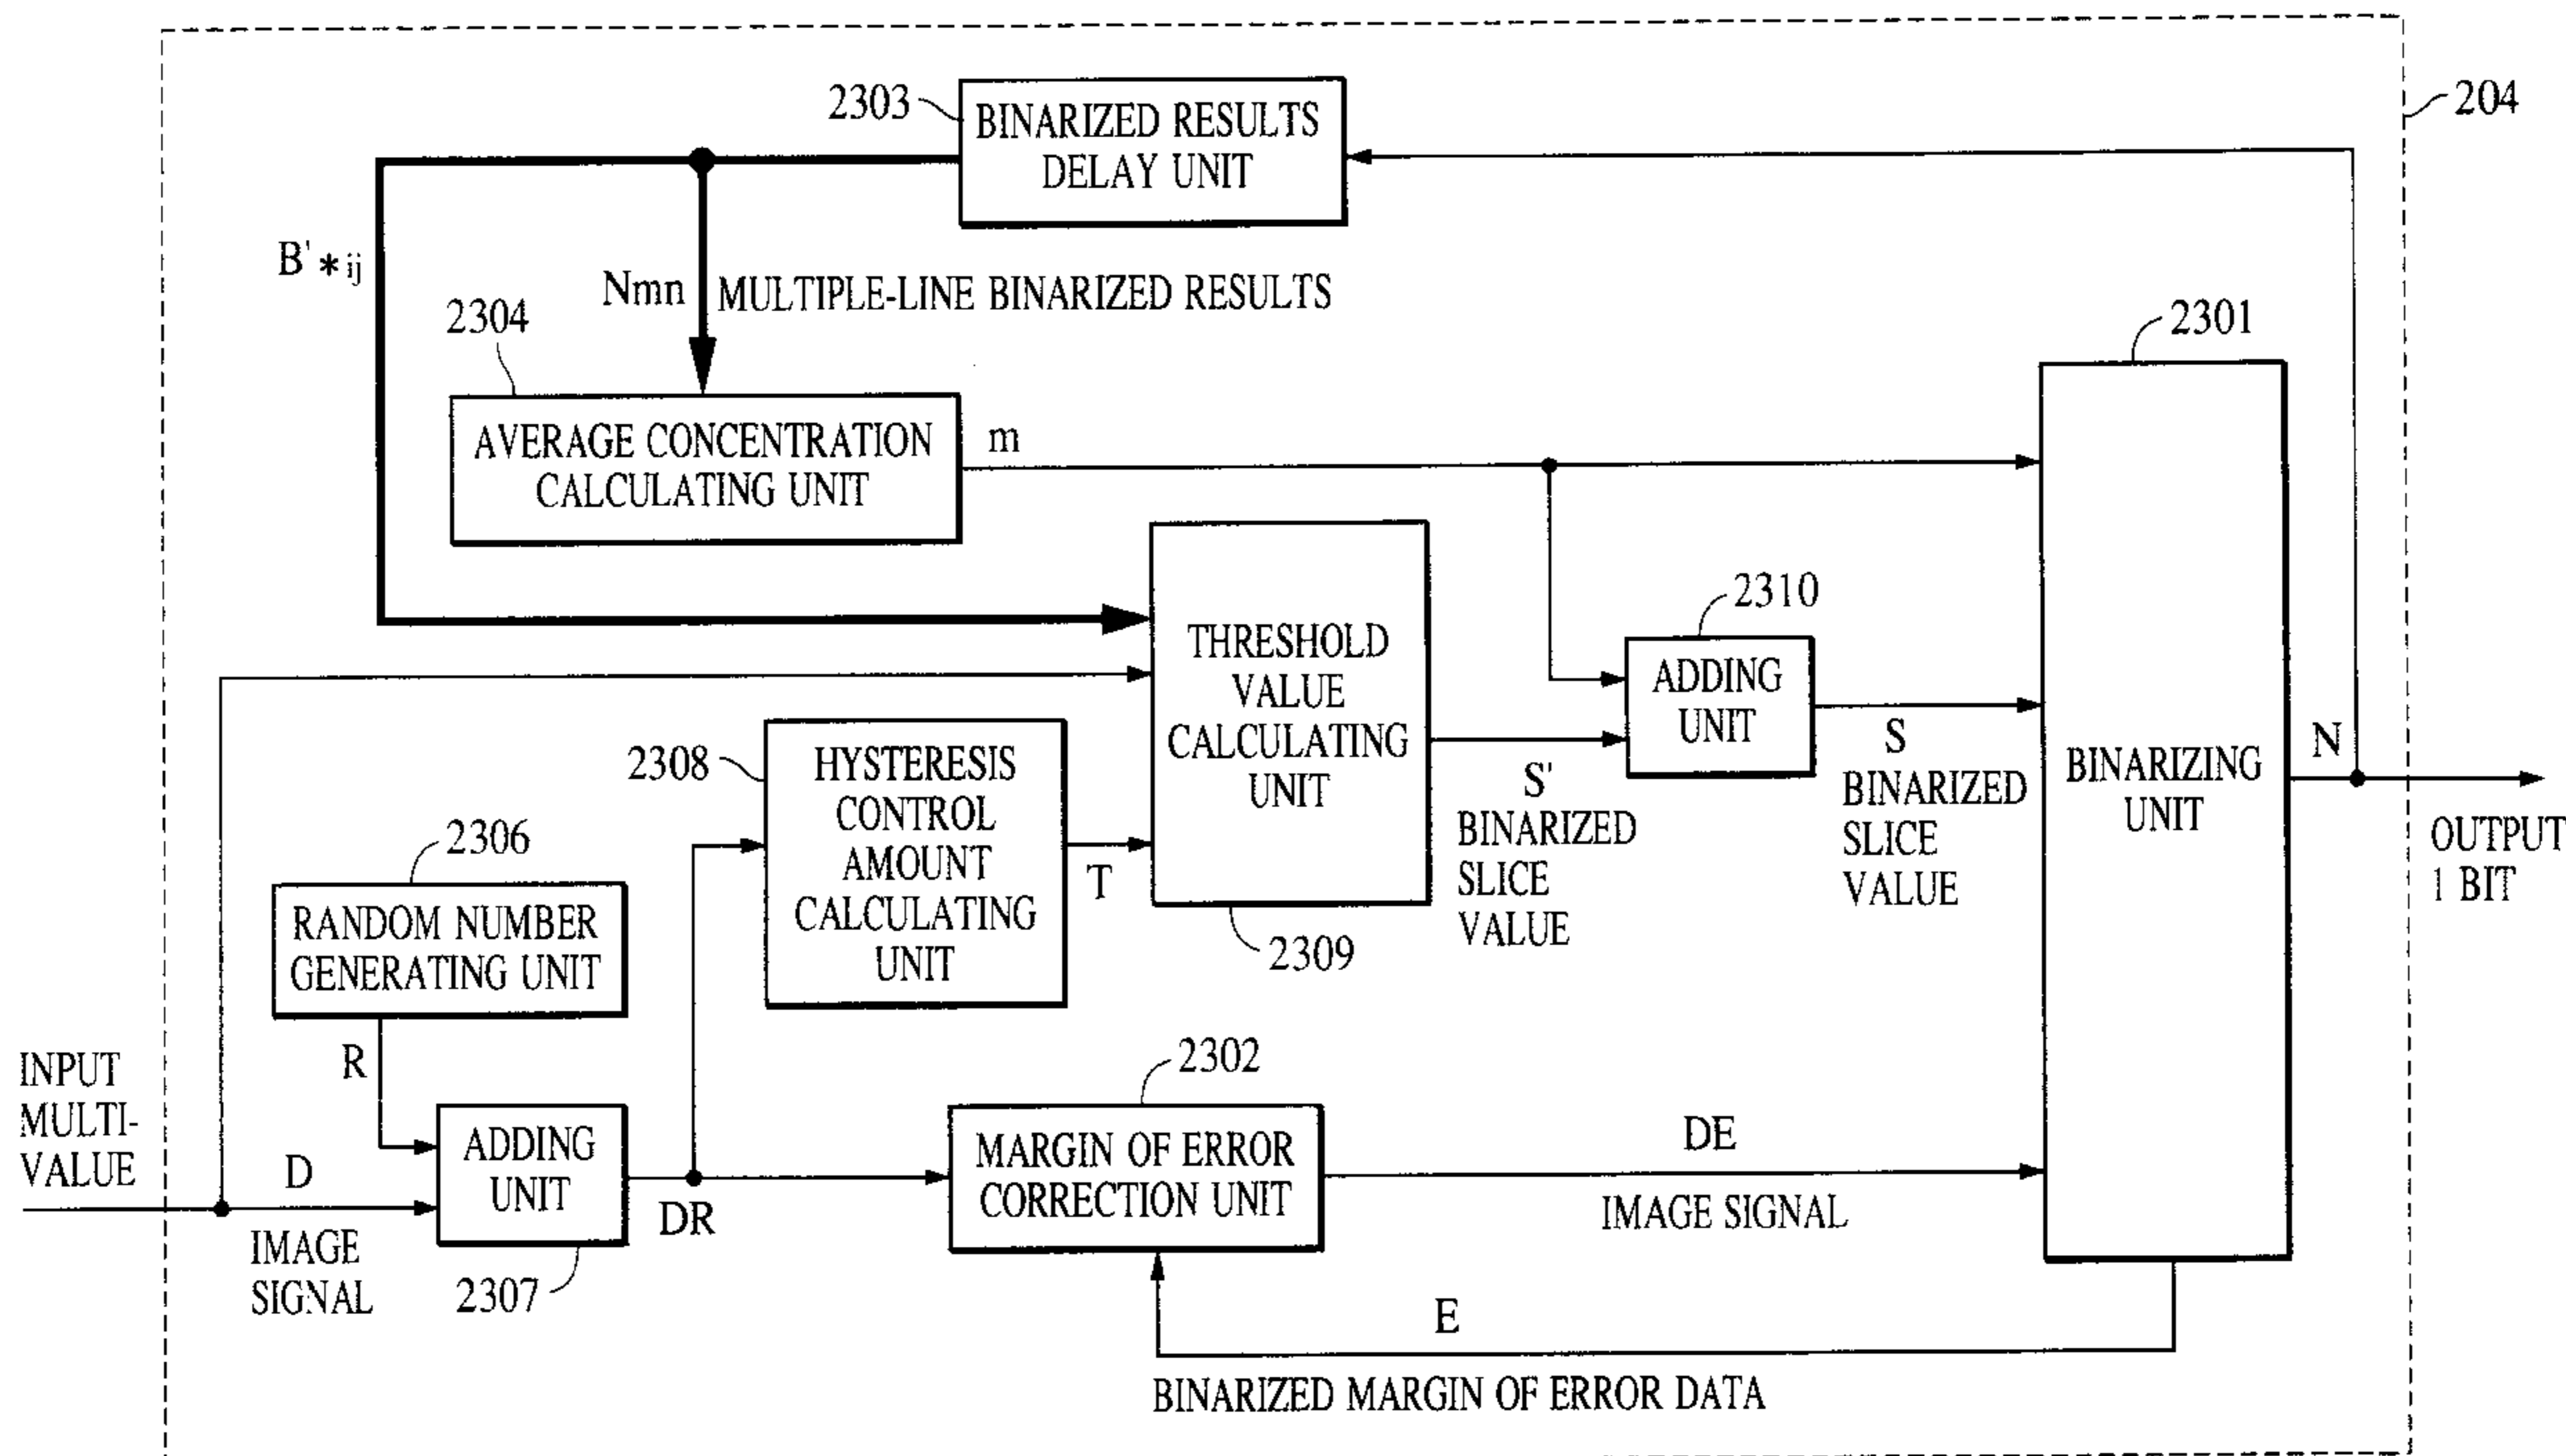 204
2303
BINARIZED RESULTS
DELAY UNIT
B'*ij
Nmn
MULTIPLE-LINE BINARIZED RESULTS
2304
AVERAGE CONCENTRATION
CALCULATING UNIT
m
2301
BINARIZING
UNIT
THRESHOLD
VALUE
CALCULATING
UNIT
2309
2310
ADDING
UNIT
S'
BINARIZED
SLICE
VALUE
S
BINARIZED
SLICE
VALUE
N
OUTPUT
1 BIT
2308
HYSTERESIS
CONTROL
AMOUNT
CALCULATING
UNIT
T
2306
RANDOM NUMBER
GENERATING UNIT
R
INPUT
MULTI-
VALUE
D
IMAGE
SIGNAL
ADDING
UNIT
2307
DR
2302
MARGIN OF ERROR
CORRECTION UNIT
DE
IMAGE SIGNAL
E
BINARIZED MARGIN OF ERROR DATA